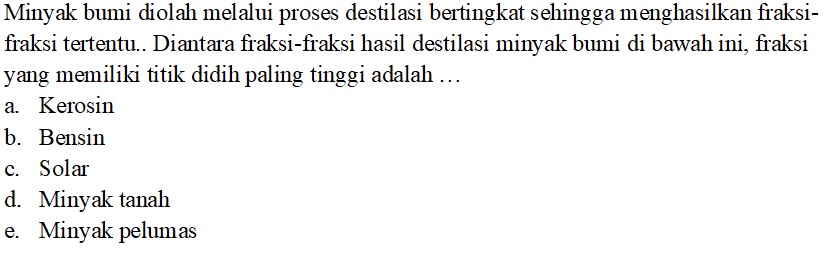 Minyak bumi diolah melalui proses destilasi bertingkat sehingga menghasilkan fraksi-
fraksi tertentu.. Diantara fraksi-fraksi hasil destilasi minyak bumi di bawah ini, fraksi
yang memiliki titik didih paling tinggi adalah …
a. Kerosin
b. Bensin
c. Solar
d. Minyak tanah
e. Minyak pelumas